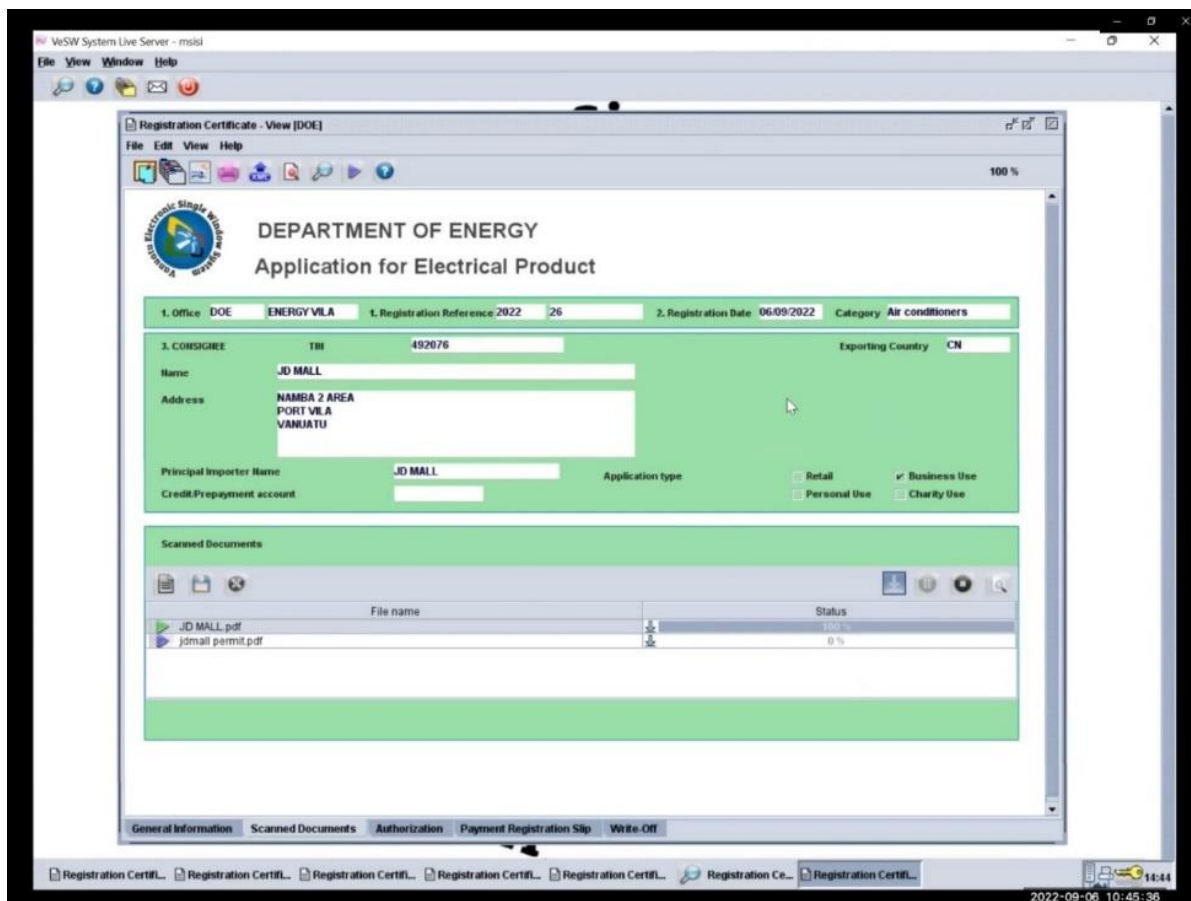 VeSW System Live Server - msisi
File View Window Help
Registration Certificate - View [DOE]
File Edit View Help
100 %
Vanuatu Electronic Single Window System
DEPARTMENT OF ENERGY
Application for Electrical Product
1. Office DOE ENERGY VILA 1. Registration Reference 2022 26 2. Registration Date 06/09/2022 Category Air conditioners
3. CONSIGNEE TIN 492076 Exporting Country CN
Name JD MALL
Address NAMBA 2 AREA
PORT VILA
VANUATU
Principal Importer Name JD MALL Application type Retail Business Use
Credit/Prepayment account Personal Use Charity Use
Scanned Documents
File name Status
JD MALL.pdf 100 %
jdmall permit.pdf 0 %
General Information Scanned Documents Authorization Payment Registration Slip Write-Off
Registration Certifi... Registration Certifi... Registration Certifi... Registration Certifi... Registration Certifi... Registration Ce... Registration Certifi... 14:44
2022-09-06 10:45:36